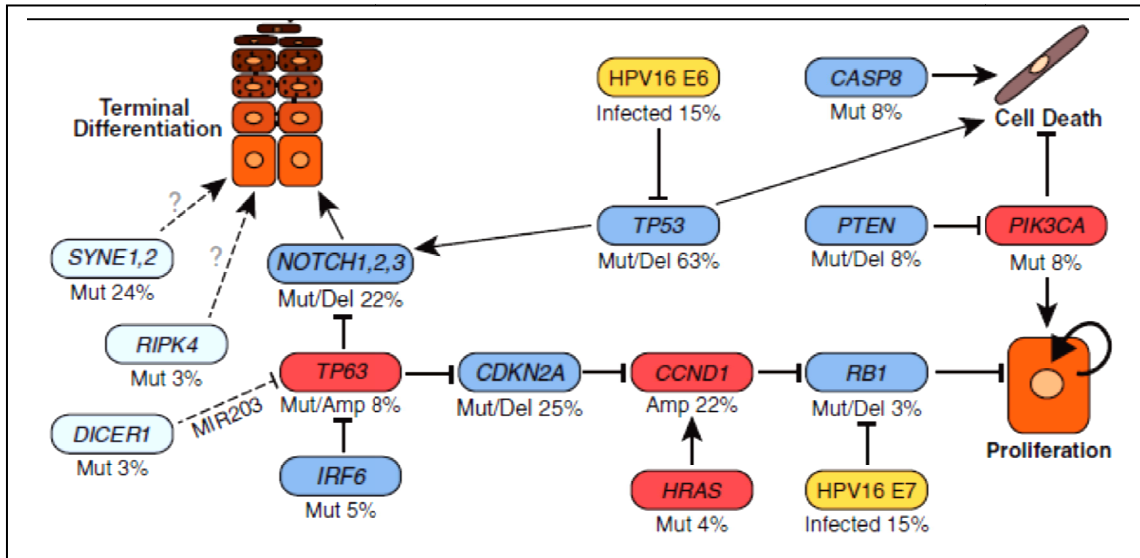 HPV16 E6
Infected 15%
CASP8
Mut 8%
Cell Death
Terminal
Differentiation
?
?
SYNE1,2
Mut 24%
NOTCH1,2,3
Mut/Del 22%
TP53
Mut/Del 63%
PTEN
Mut/Del 8%
PIK3CA
Mut 8%
RIPK4
Mut 3%
TP63
Mut/Amp 8%
CDKN2A
Mut/Del 25%
CCND1
Amp 22%
RB1
Mut/Del 3%
Proliferation
MIR203
DICER1
Mut 3%
IRF6
Mut 5%
HRAS
Mut 4%
HPV16 E7
Infected 15%